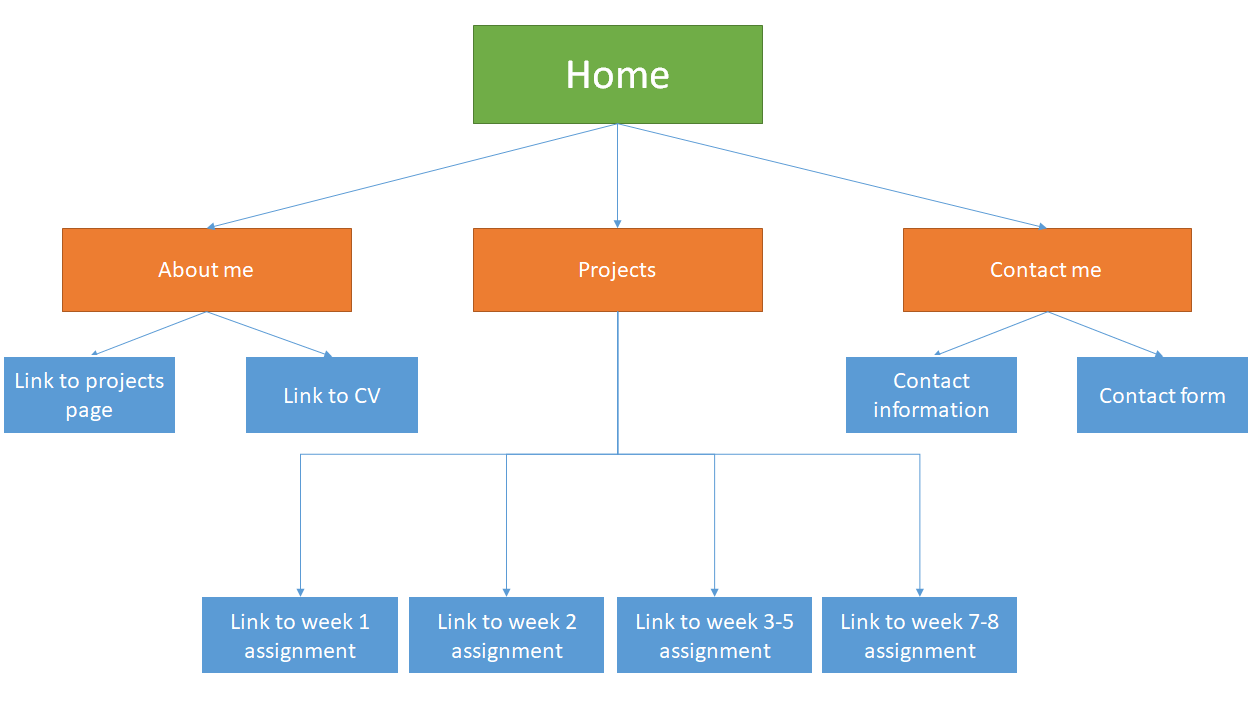 Home
About me
Projects
Contact me
Link to projects
page
Link to CV
Contact
information
Contact form
Link to week 1
assignment
Link to week 2
assignment
Link to week 3-5
assignment
Link to week 7-8
assignment